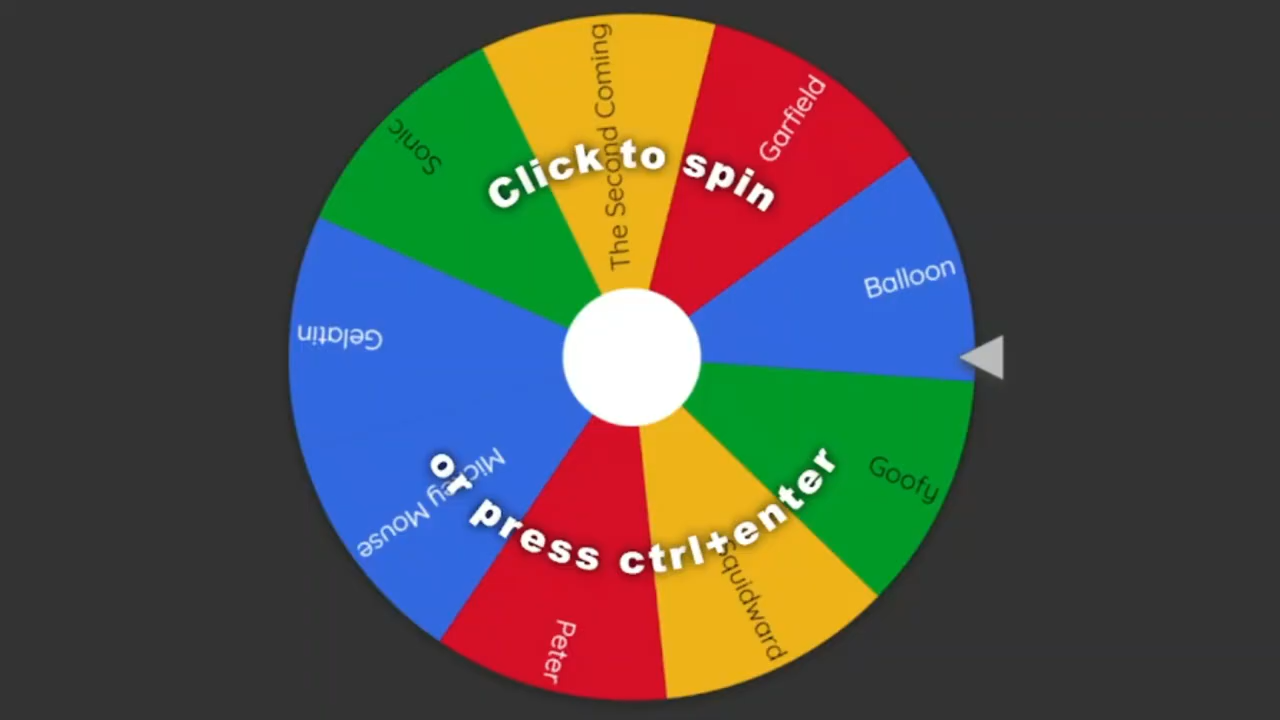 The Second Coming
Garfield
Sonic
Click to spin
Balloon
Gelatin
Goofy
Mickey Mouse
or press ctrl+enter
Squidward
Peter